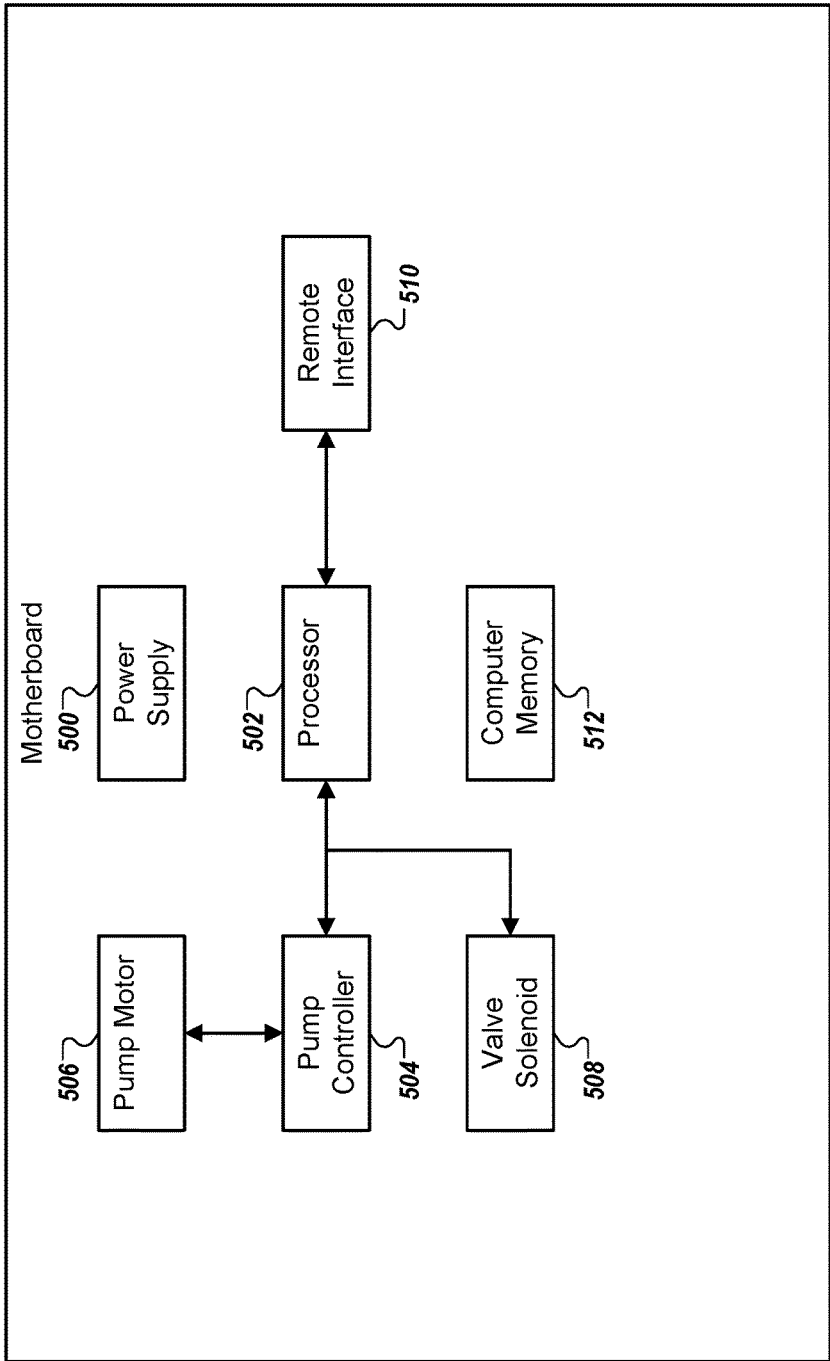 Motherboard
506
Pump Motor
500
Power
Supply
Pump
Controller
504
502
Processor
Remote
Interface
510
Valve
Solenoid
508
Computer
Memory
512